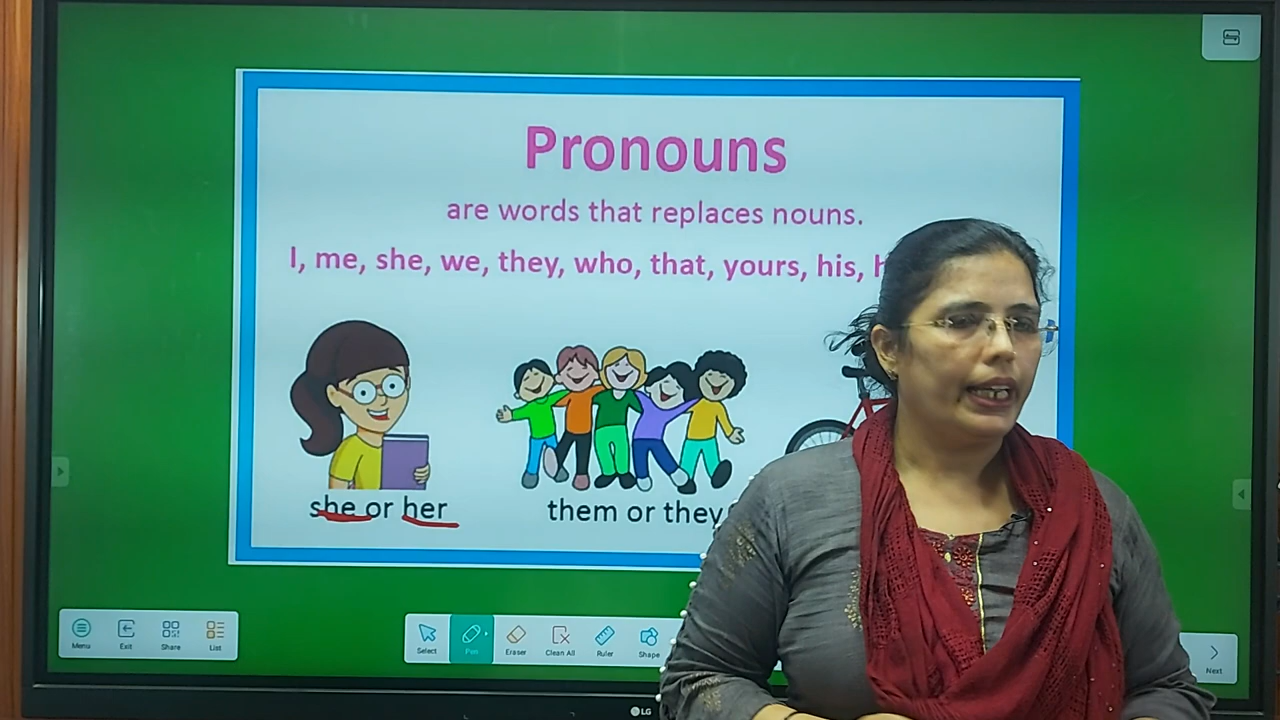 Pronouns
are words that replaces nouns.
I, me, she, we, they, who, that, yours, his,
she or her
them or they
Menu
Exit
Share
List
Select
Pen
Eraser
Clean All
Ruler
Shape
Next
LG